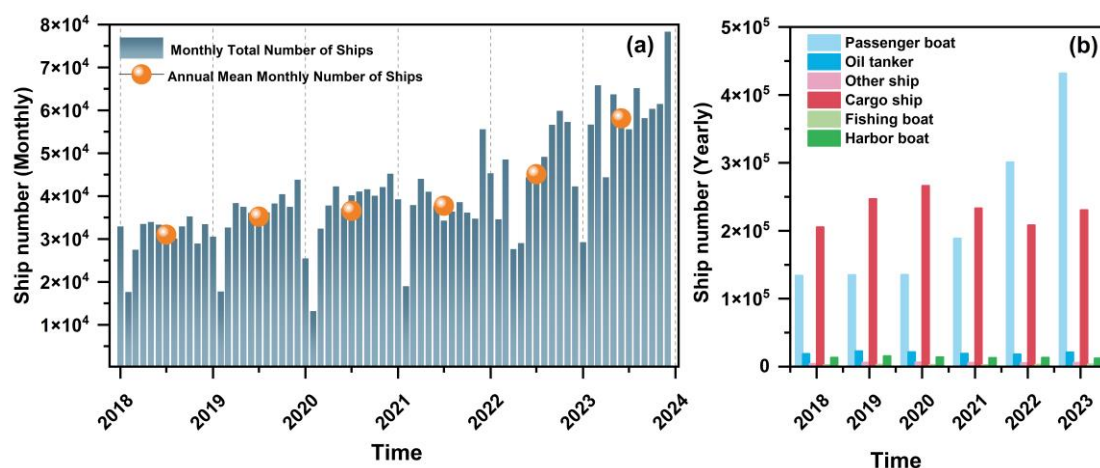 (a)
Monthly Total Number of Ships
Annual Mean Monthly Number of Ships
Ship number (Monthly)
8×10⁴
7×10⁴
6×10⁴
5×10⁴
4×10⁴
3×10⁴
2×10⁴
1×10⁴
2018 2019 2020 2021 2022 2023 2024
Time
(b)
Passenger boat
Oil tanker
Other ship
Cargo ship
Fishing boat
Harbor boat
Ship number (Yearly)
5×10⁵
4×10⁵
3×10⁵
2×10⁵
1×10⁵
0
2018 2019 2020 2021 2022 2023
Time